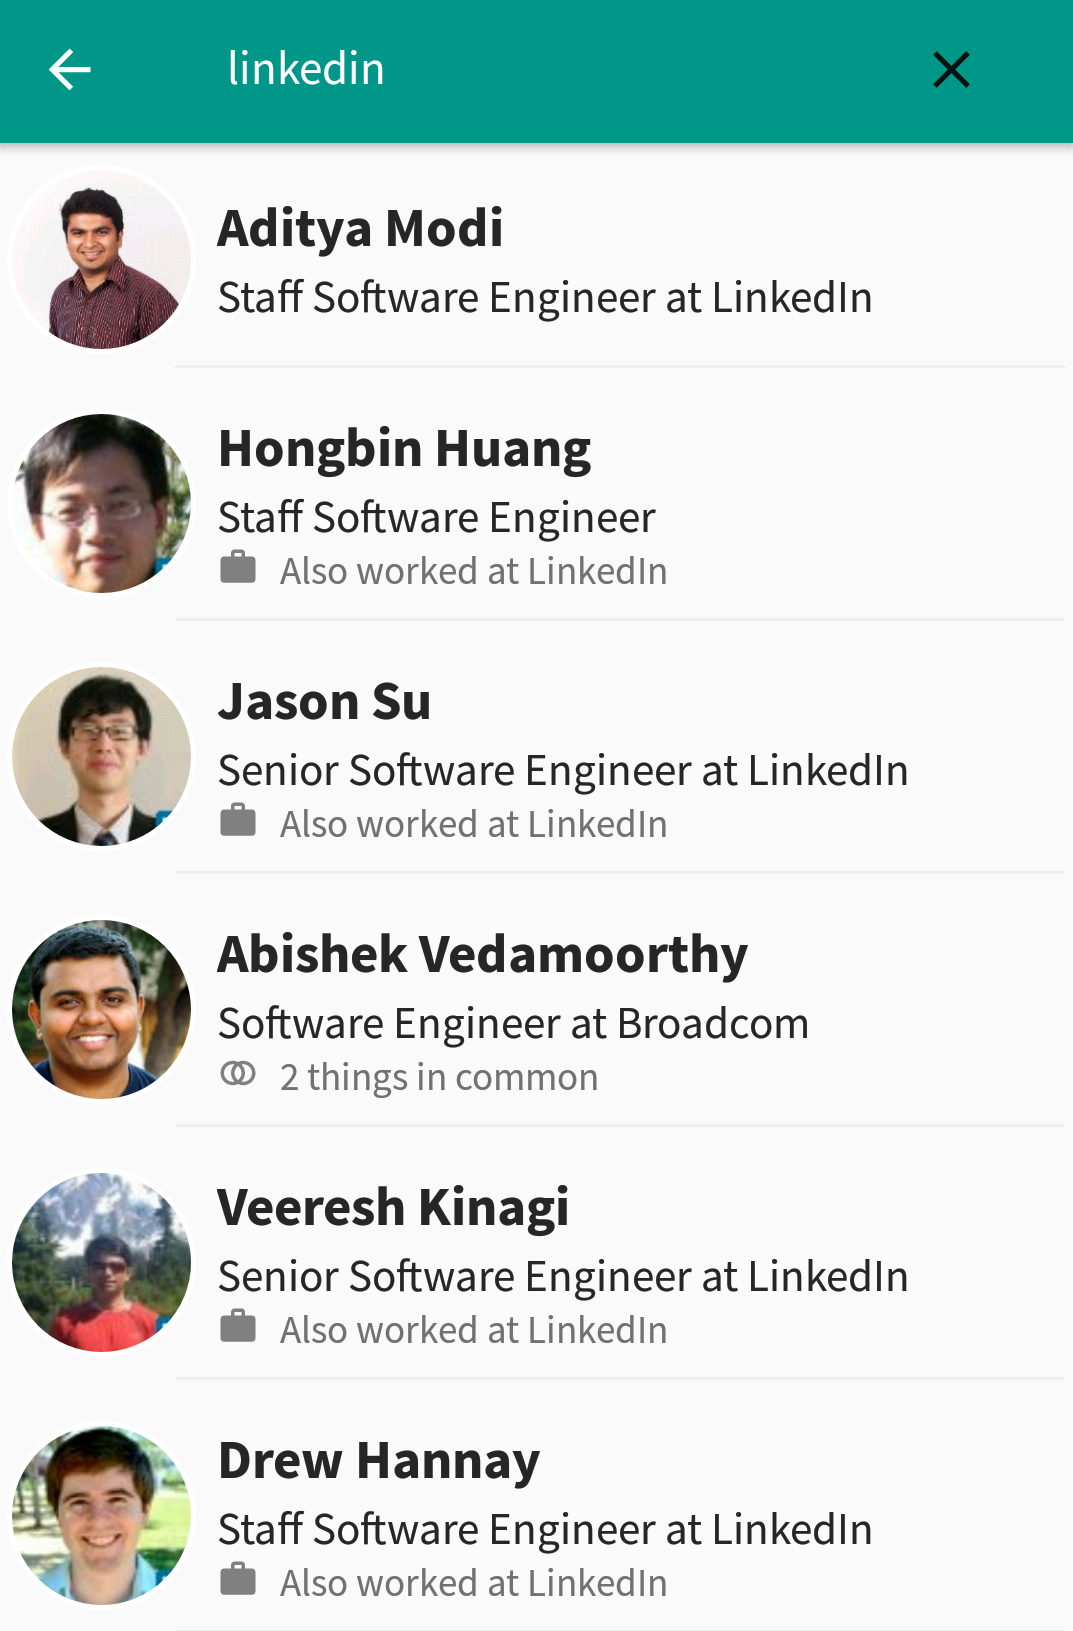 linkedin
Aditya Modi
Staff Software Engineer at LinkedIn
Hongbin Huang
Staff Software Engineer
Also worked at LinkedIn
Jason Su
Senior Software Engineer at LinkedIn
Also worked at LinkedIn
Abishek Vedamoorthy
Software Engineer at Broadcom
2 things in common
Veeresh Kinagi
Senior Software Engineer at LinkedIn
Also worked at LinkedIn
Drew Hannay
Staff Software Engineer at LinkedIn
Also worked at LinkedIn